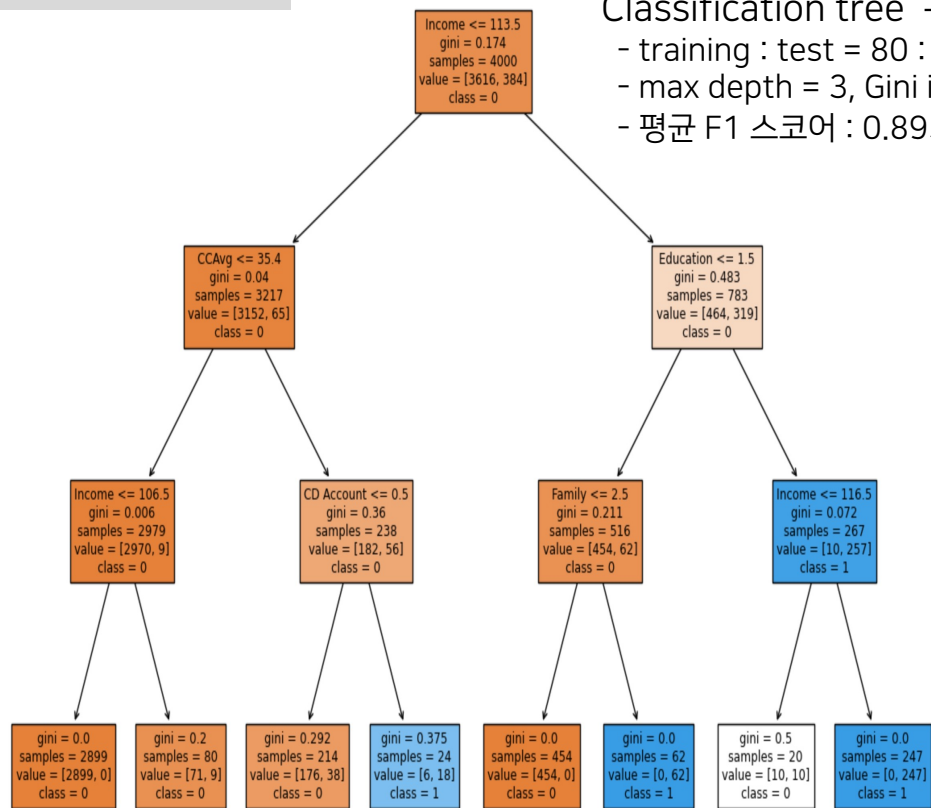 Classification tree -
- training : test = 80 :
- max depth = 3, Gini i
- 평균 F1 스코어 : 0.89
Income <= 113.5
gini = 0.174
samples = 4000
value = [3616, 384]
class = 0
CCAvg <= 35.4
gini = 0.04
samples = 3217
value = [3152, 65]
class = 0
Education <= 1.5
gini = 0.483
samples = 783
value = [464, 319]
class = 0
Income <= 106.5
gini = 0.006
samples = 2979
value = [2970, 9]
class = 0
CD Account <= 0.5
gini = 0.36
samples = 238
value = [182, 56]
class = 0
Family <= 2.5
gini = 0.211
samples = 516
value = [454, 62]
class = 0
Income <= 116.5
gini = 0.072
samples = 267
value = [10, 257]
class = 1
gini = 0.0
samples = 2899
value = [2899, 0]
class = 0
gini = 0.2
samples = 80
value = [71, 9]
class = 0
gini = 0.292
samples = 214
value = [176, 38]
class = 0
gini = 0.375
samples = 24
value = [6, 18]
class = 1
gini = 0.0
samples = 454
value = [454, 0]
class = 0
gini = 0.0
samples = 62
value = [0, 62]
class = 1
gini = 0.5
samples = 20
value = [10, 10]
class = 0
gini = 0.0
samples = 247
value = [0, 247]
class = 1